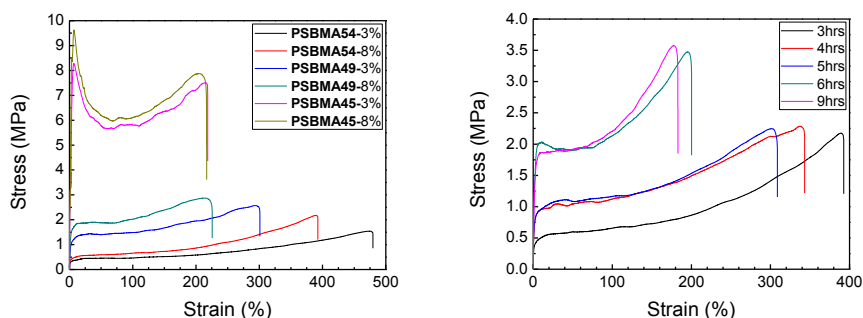 10
9
8
7
6
5
4
3
2
1
0
Stress (MPa)
0 100 200 300 400 500
Strain (%)
PSBMA54-3%
PSBMA54-8%
PSBMA49-3%
PSBMA49-8%
PSBMA45-3%
PSBMA45-8%
4.0
3.5
3.0
2.5
2.0
1.5
1.0
0.5
0.0
Stress (MPa)
0 100 200 300 400
Strain (%)
3hrs
4hrs
5hrs
6hrs
9hrs